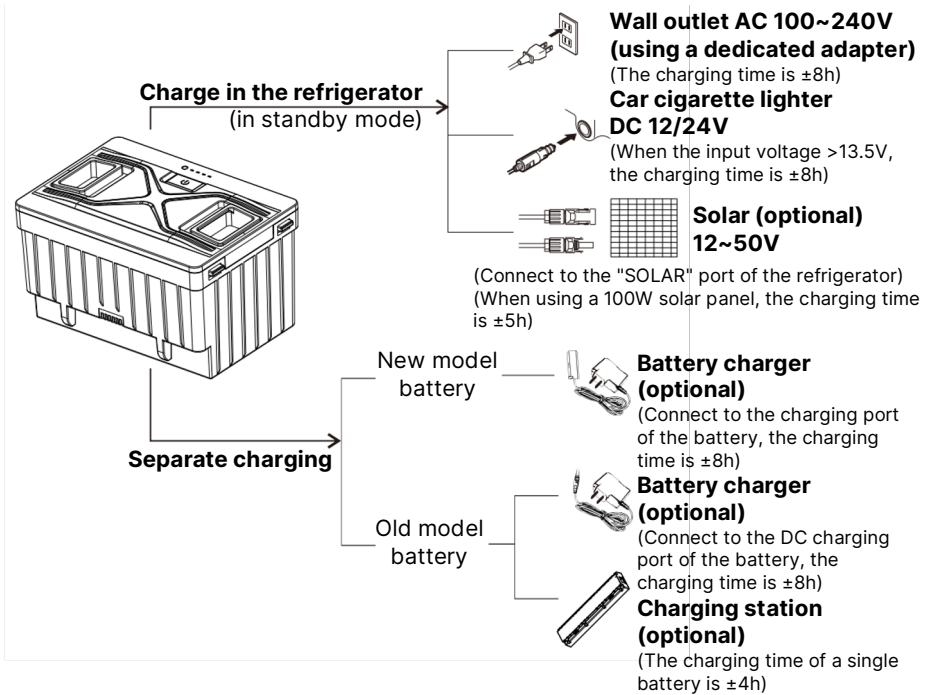 Wall outlet AC 100~240V
(using a dedicated adapter)
(The charging time is ±8h)
Charge in the refrigerator
(in standby mode)
Car cigarette lighter
DC 12/24V
(When the input voltage >13.5V,
the charging time is ±8h)
Solar (optional)
12~50V
(Connect to the "SOLAR" port of the refrigerator)
(When using a 100W solar panel, the charging time
is ±5h)
New model
battery
Battery charger
(optional)
(Connect to the charging port
of the battery, the charging
time is ±8h)
Separate charging
Old model
battery
Battery charger
(optional)
(Connect to the DC charging
port of the battery, the
charging time is ±8h)
Charging station
(optional)
(The charging time of a single
battery is ±4h)